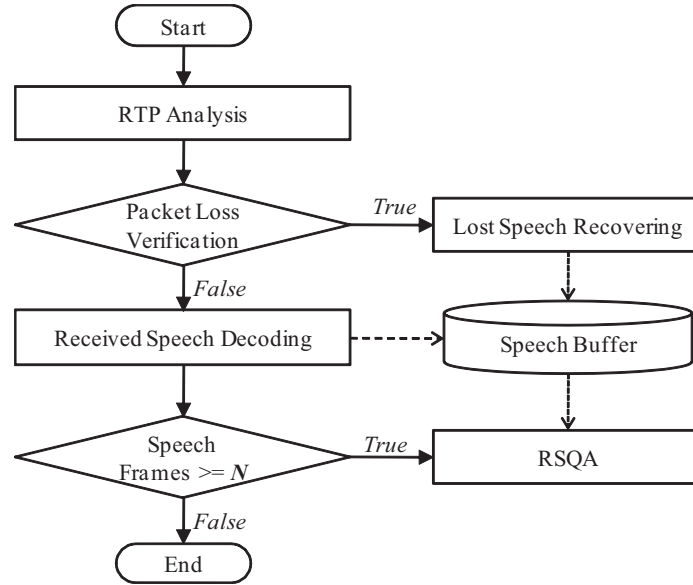 Start
RTP Analysis
Packet Loss
Verification
True
Lost Speech Recovering
False
Received Speech Decoding
Speech Buffer
Speech
Frames >= N
True
RSQA
False
End